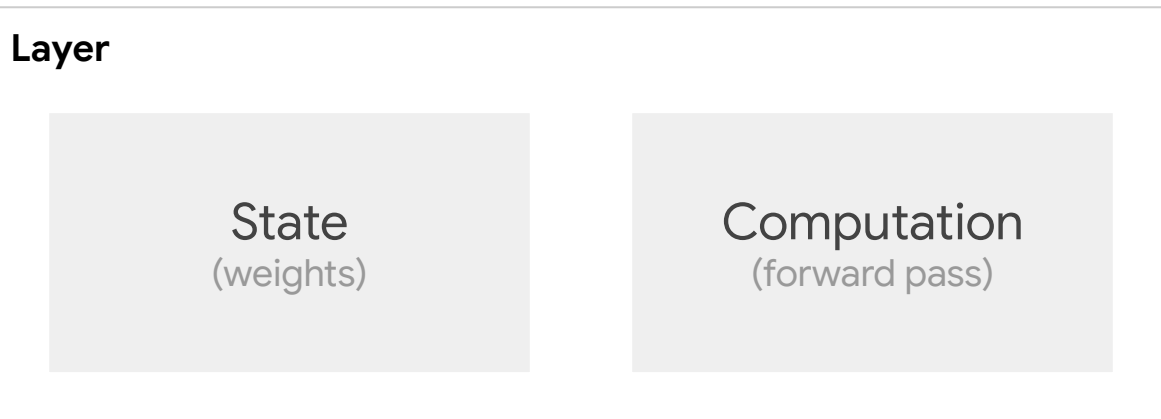 Layer
State
(weights)
Computation
(forward pass)